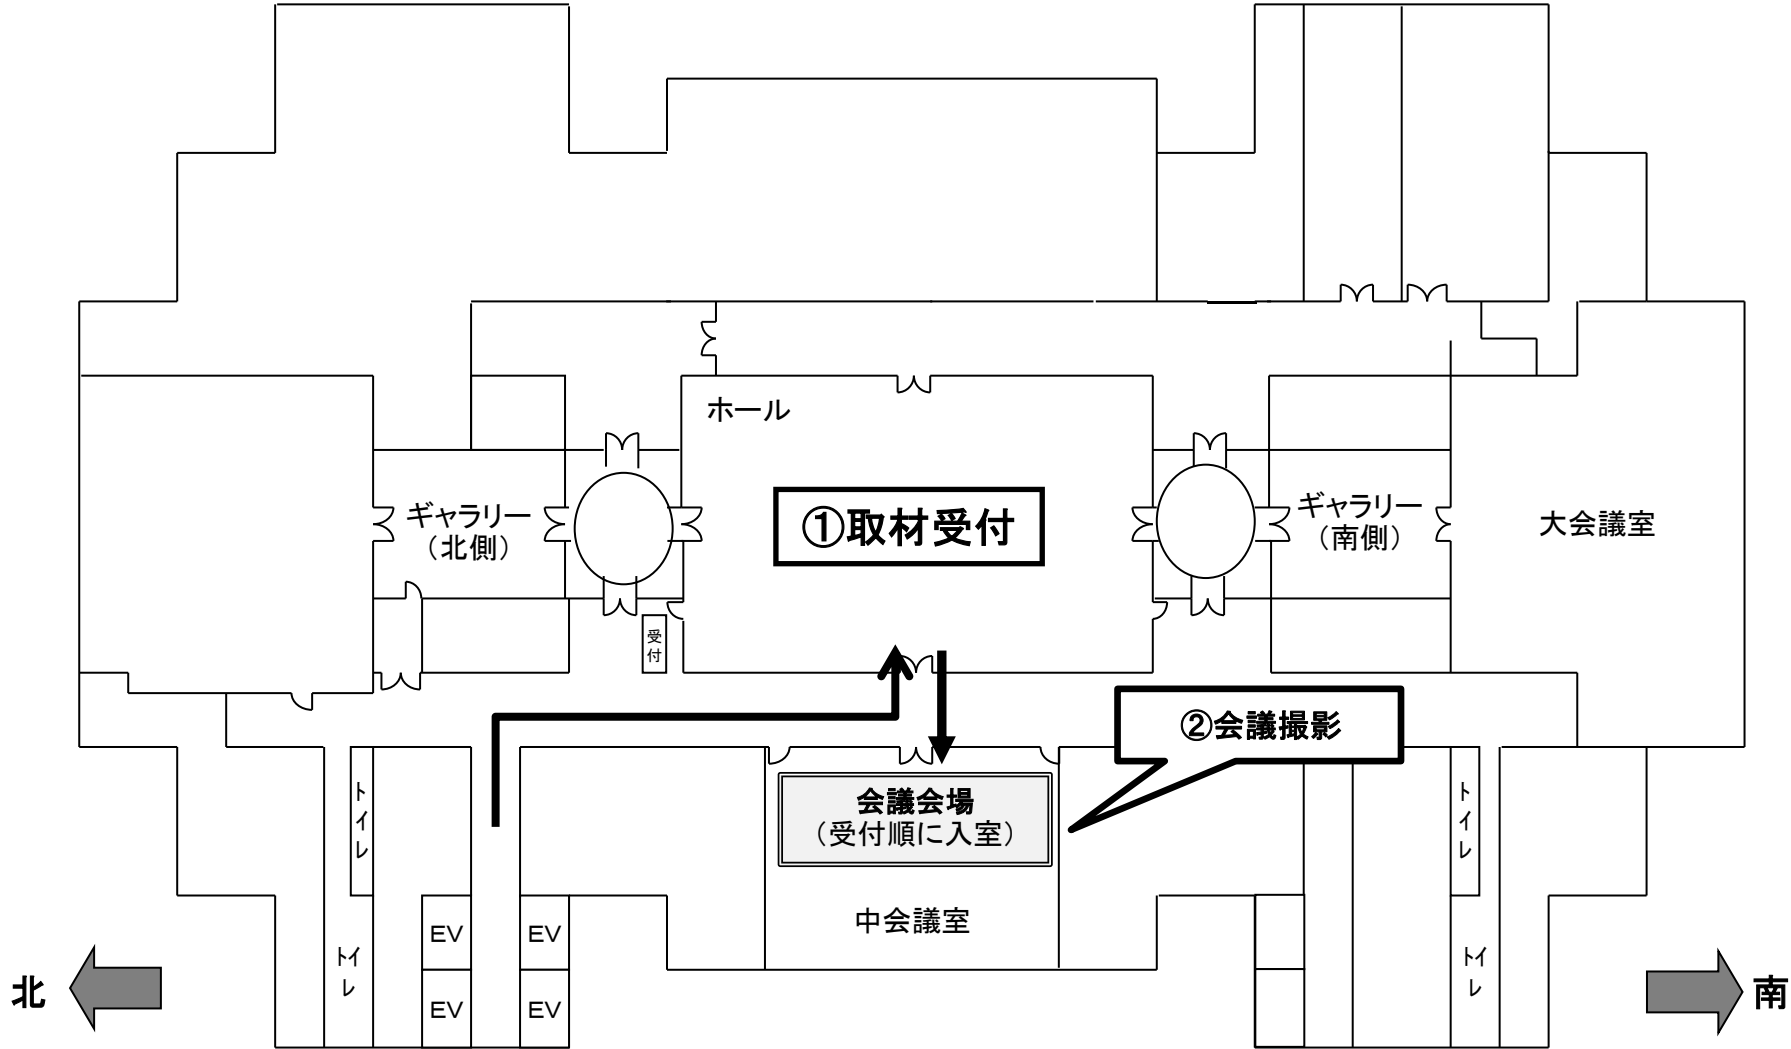 ホール
①取材受付
ギャラリー
（北側）
ギャラリー
（南側）
大会議室
受付
②会議撮影
会議会場
（受付順に入室）
中会議室
トイレ
トイレ
EV
EV
EV
EV
トイ
レ
トイ
レ
北
南